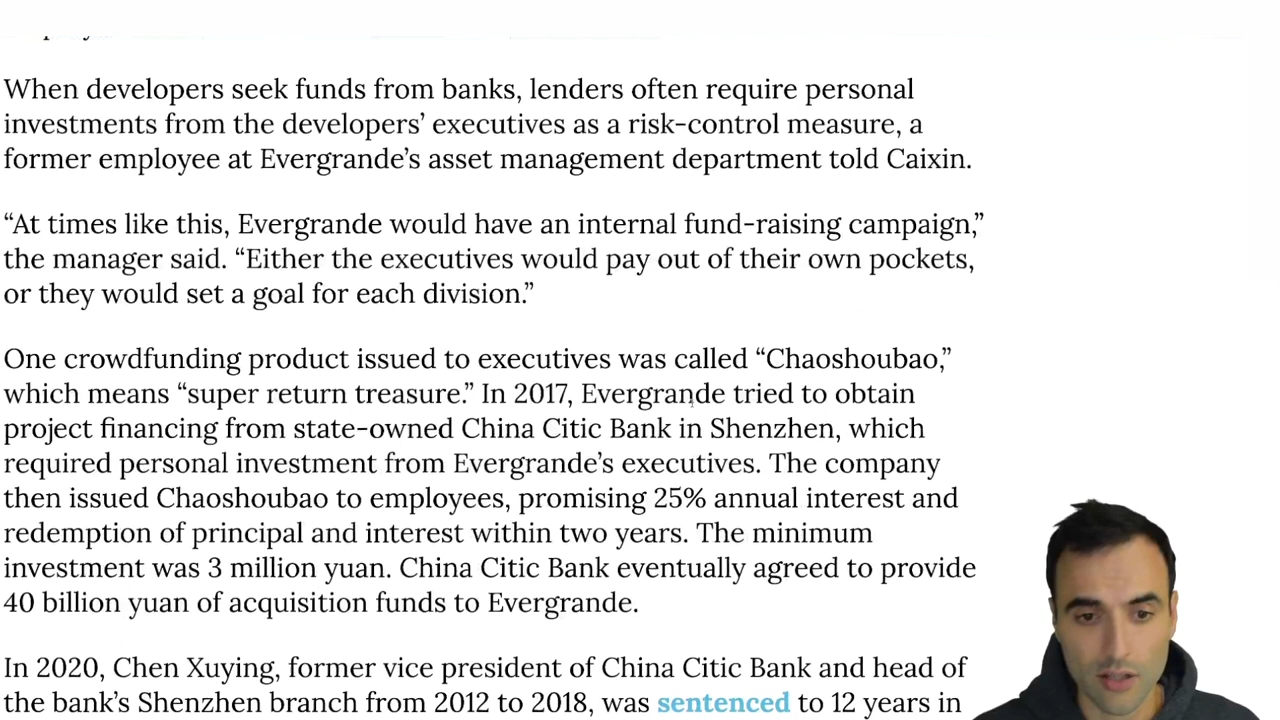 When developers seek funds from banks, lenders often require personal
investments from the developers’ executives as a risk-control measure, a
former employee at Evergrande’s asset management department told Caixin.
“At times like this, Evergrande would have an internal fund-raising campaign,”
the manager said. “Either the executives would pay out of their own pockets,
or they would set a goal for each division.”
One crowdfunding product issued to executives was called “Chaoshoubao,”
which means “super return treasure.” In 2017, Evergrande tried to obtain
project financing from state-owned China Citic Bank in Shenzhen, which
required personal investment from Evergrande’s executives. The company
then issued Chaoshoubao to employees, promising 25% annual interest and
redemption of principal and interest within two years. The minimum
investment was 3 million yuan. China Citic Bank eventually agreed to provide
40 billion yuan of acquisition funds to Evergrande.
In 2020, Chen Xuying, former vice president of China Citic Bank and head of
the bank’s Shenzhen branch from 2012 to 2018, was sentenced to 12 years in